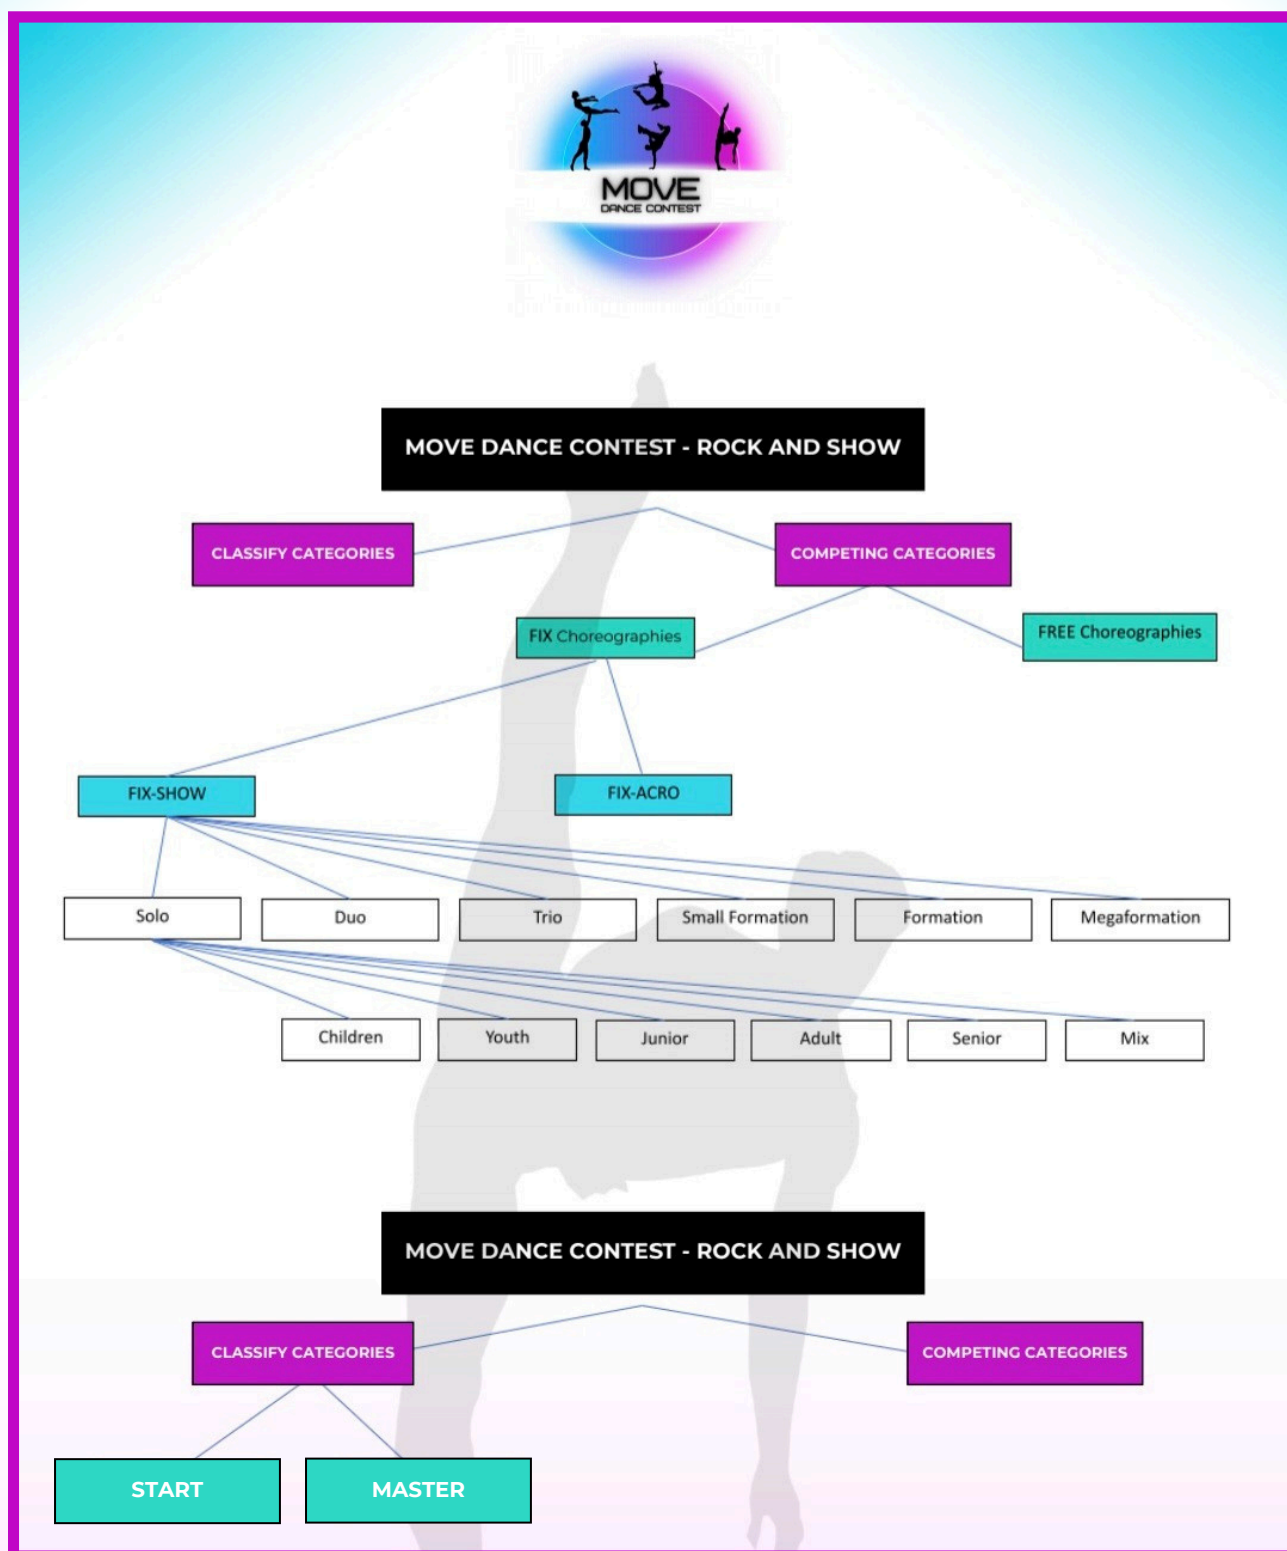 MOVE
DANCE CONTEST
MOVE DANCE CONTEST - ROCK AND SHOW
CLASSIFY CATEGORIES
COMPETING CATEGORIES
FIX Choreographies
FREE Choreographies
FIX-SHOW
FIX-ACRO
Solo
Duo
Trio
Small Formation
Formation
Megaformation
Children
Youth
Junior
Adult
Senior
Mix
MOVE DANCE CONTEST - ROCK AND SHOW
CLASSIFY CATEGORIES
COMPETING CATEGORIES
START
MASTER